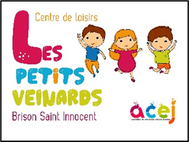 Centre de loisirs
Les
PETITS
VEINARDS
Brison Saint Innocent
acej